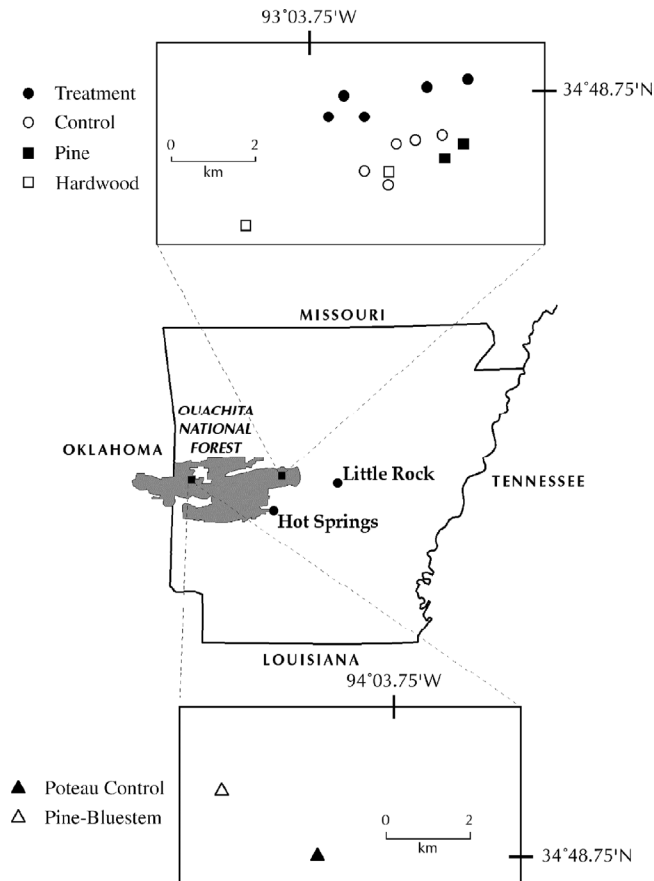 93°03.75'W
34°48.75'N
Treatment
Control
Pine
Hardwood
0 2
km
MISSOURI
OUACHITA
NATIONAL
FOREST
OKLAHOMA
Little Rock
TENNESSEE
Hot Springs
LOUISIANA
94°03.75'W
Poteau Control
Pine-Bluestem
0 2
km
34°48.75'N